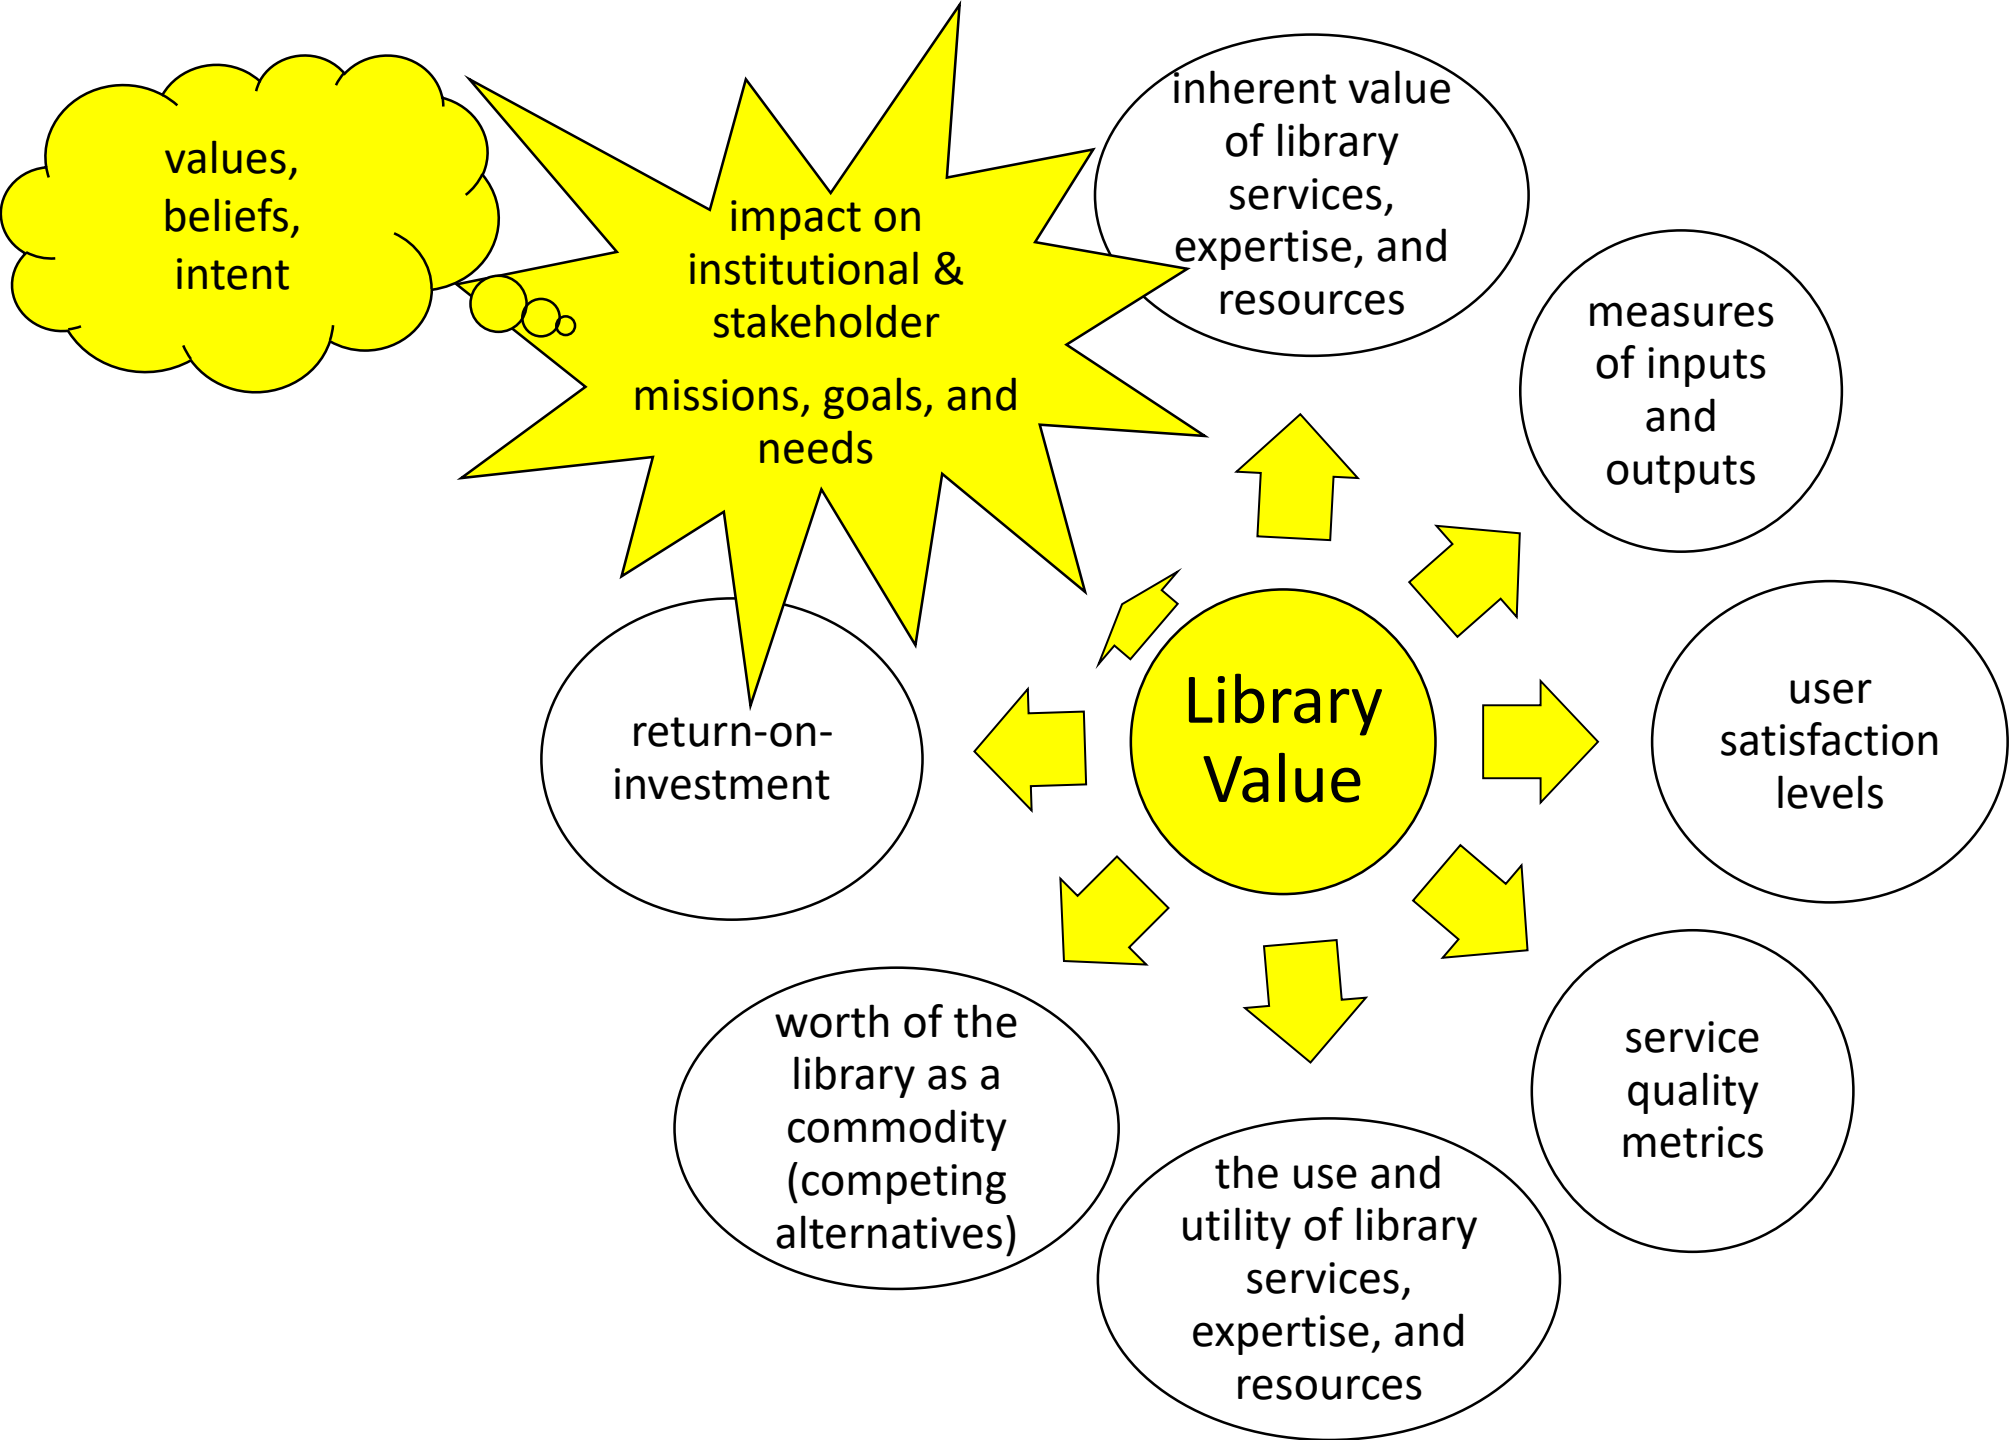 values,
beliefs,
intent
impact on
institutional &
stakeholder
missions, goals, and
needs
inherent value
of library
services,
expertise, and
resources
measures
of inputs
and
outputs
user
satisfaction
levels
service
quality
metrics
the use and
utility of library
services,
expertise, and
resources
worth of the
library as a
commodity
(competing
alternatives)
return-on-
investment
Library
Value